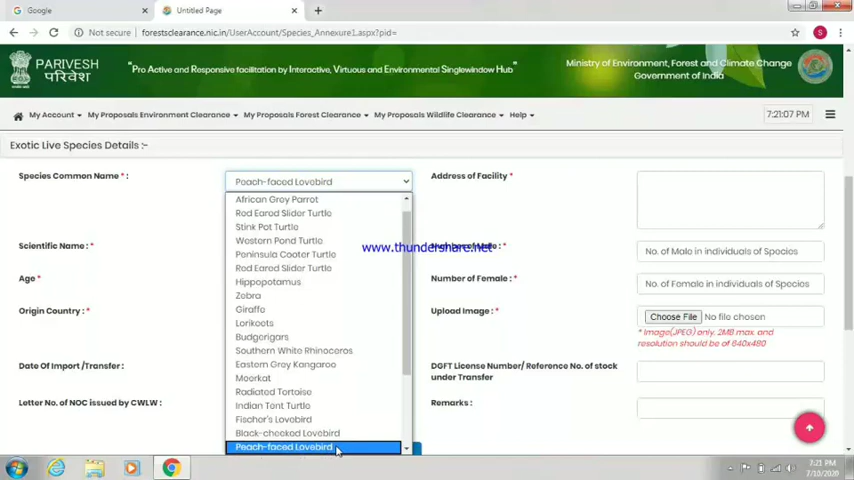 Google
Untitled Page
Not secure
forestsclearance.nic.in/UserAccount/Species_Annexure1.aspx?pid=
S
PARIVESH
परिवेश
"Pro Active and Responsive facilitation by Interactive, Virtuous and Environmental Singlewindow Hub"
Ministry of Environment, Forest and Climate Change
Government of India
My Account
My Proposals Environment Clearance
My Proposals Forest Clearance
My Proposals Wildlife Clearance
Help
7:21:07 PM
Exotic Live Species Details :-
Species Common Name * :
Peach-faced Lovebird
Address of Facility *
African Grey Parrot
Red Eared Slider Turtle
Stink Pot Turtle
Western Pond Turtle
www.thundershare.net
Scientific Name : *
Number of Male: *
No. of Male in individuals of Species
Peninsula Cooter Turtle
Red Eared Slider Turtle
Age *
Number of Female: *
No. of Female in individuals of Species
Hippopotamus
Zebra
Giraffe
Origin Country : *
Upload Image : *
Choose File No file chosen
Lorikeets
* Image(JPEG) only, 2MB max. and
resolution should be of 640x480
Budgerigars
Southern White Rhinoceros
Eastern Grey Kangaroo
Date Of Import /Transfer :
DGFT License Number/ Reference No. of stock
under Transfer
Meerkat
Radiated Tortoise
Letter No. of NOC issued by CWLW :
Remarks :
Indian Tent Turtle
Fischer's Lovebird
Black-cheeked Lovebird
Peach-faced Lovebird
7:21 PM
7/10/2020